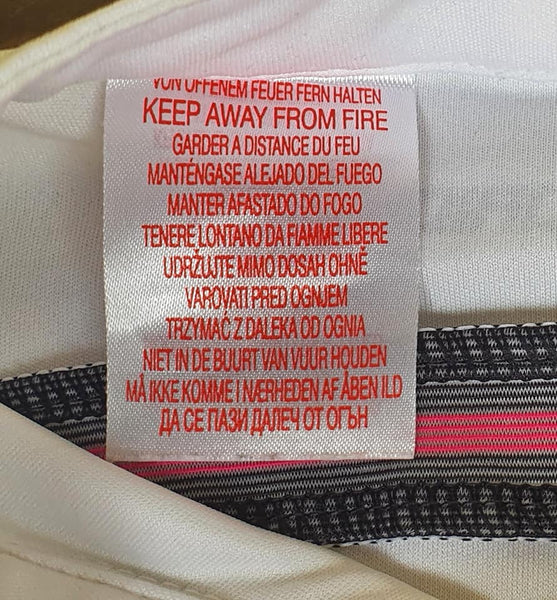 VON OFFENEM FEUER FERN HALTEN
KEEP AWAY FROM FIRE
GARDER A DISTANCE DU FEU
MANTÉNGASE ALEJADO DEL FUEGO
MANTER AFASTADO DO FOGO
TENERE LONTANO DA FIAMME LIBERE
UDRŽUJTE MIMO DOSAH OHNĚ
VAROVATI PRED OGNJEM
TRZYMAĆ Z DALEKA OD OGNIA
NIET IN DE BUURT VAN VUUR HOUDEN
MÅ IKKE KOMME I NÆRHEDEN AF ÅBEN ILD
ДА СЕ ПАЗИ ДАЛЕЧ ОТ ОГЪН